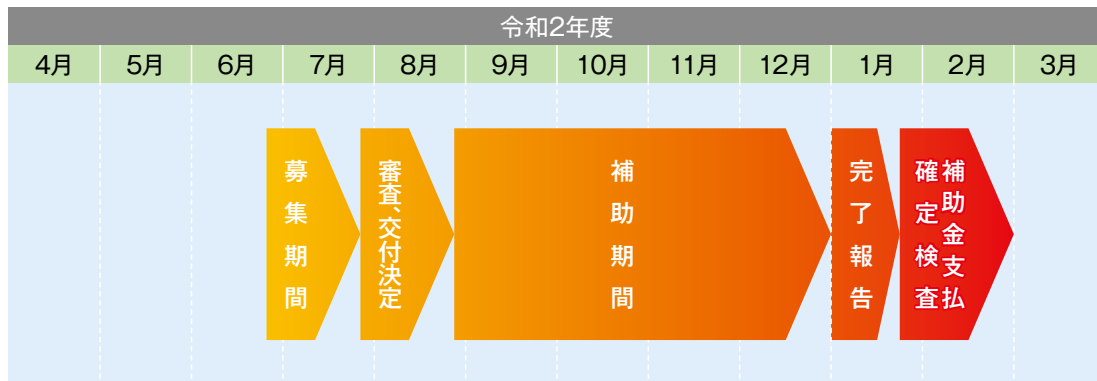 令和2年度
4月 5月 6月 7月 8月 9月 10月 11月 12月 1月 2月 3月
募集期間
審査、交付決定
補助期間
完了報告
補助金支払
確定検査